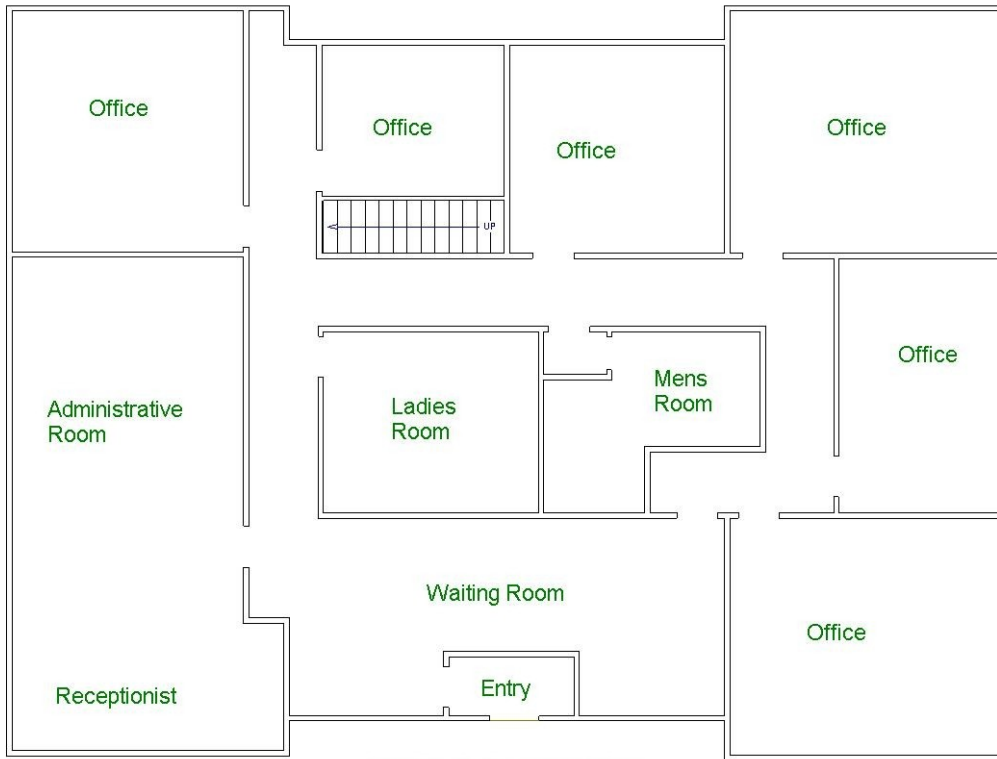 Office
Office
Office
Office
UP
Office
Administrative
Room
Ladies
Room
Mens
Room
Waiting Room
Office
Receptionist
Entry